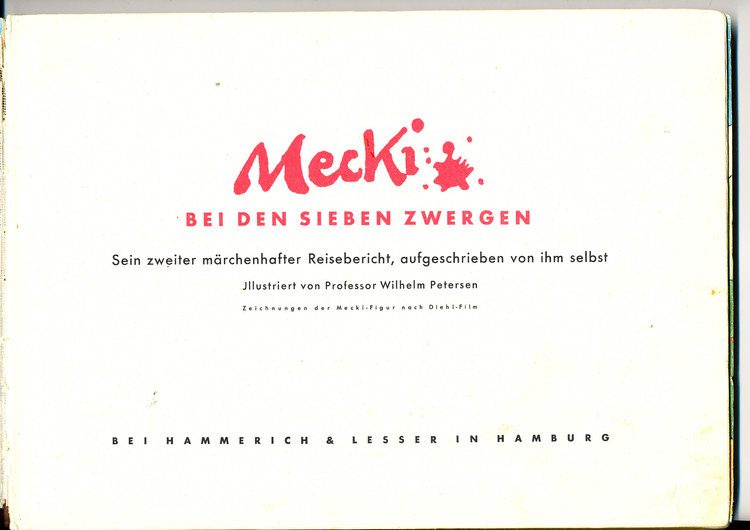 Mecki
BEI DEN SIEBEN ZWERGEN
Sein zweiter märchenhafter Reisebericht, aufgeschrieben von ihm selbst
Jllustriert von Professor Wilhelm Petersen
Zeichnungen der Mecki-Figur nach Diehl-Film
BEI HAMMERICH & LESSER IN HAMBURG